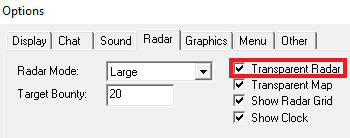 Options
Display Chat Sound Radar Graphics Menu Other
Radar Mode: Large Transparent Radar
Transparent Map
Target Bounty: 20 Show Radar Grid
Show Clock